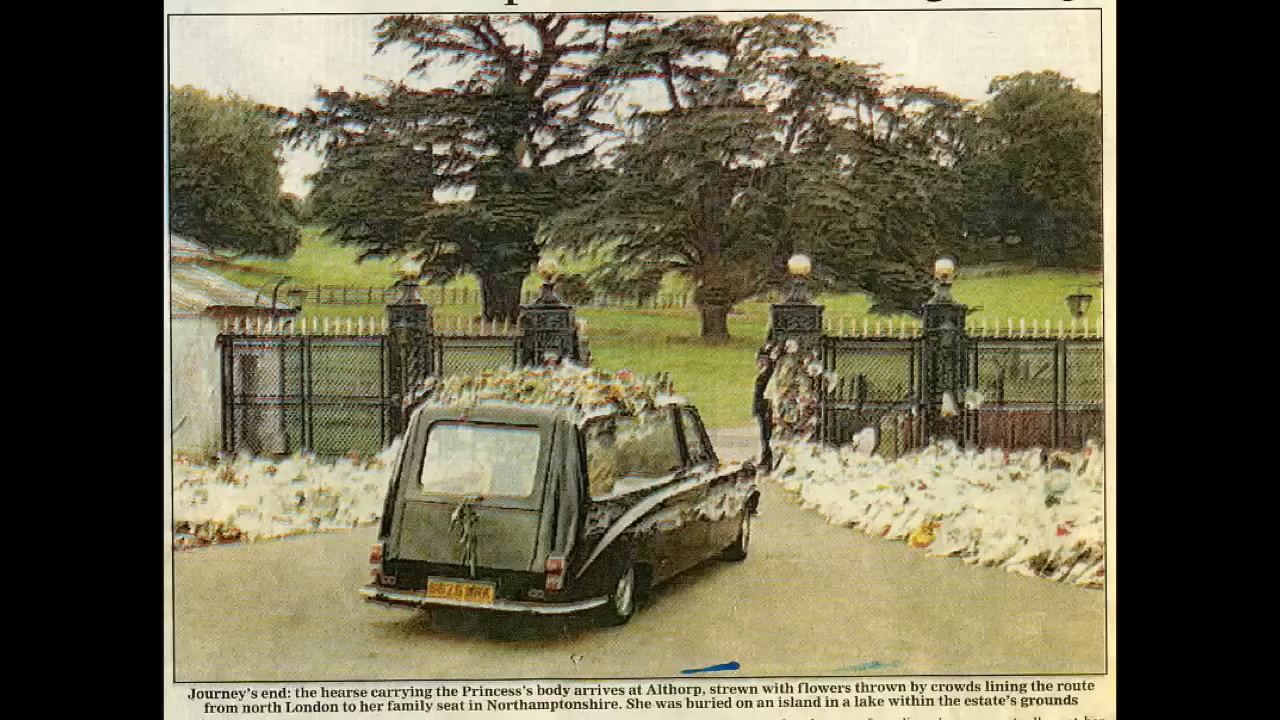 Journey's end: the hearse carrying the Princess's body arrives at Althorp, strewn with flowers thrown by crowds lining the route
from north London to her family seat in Northamptonshire. She was buried on an island in a lake within the estate's grounds